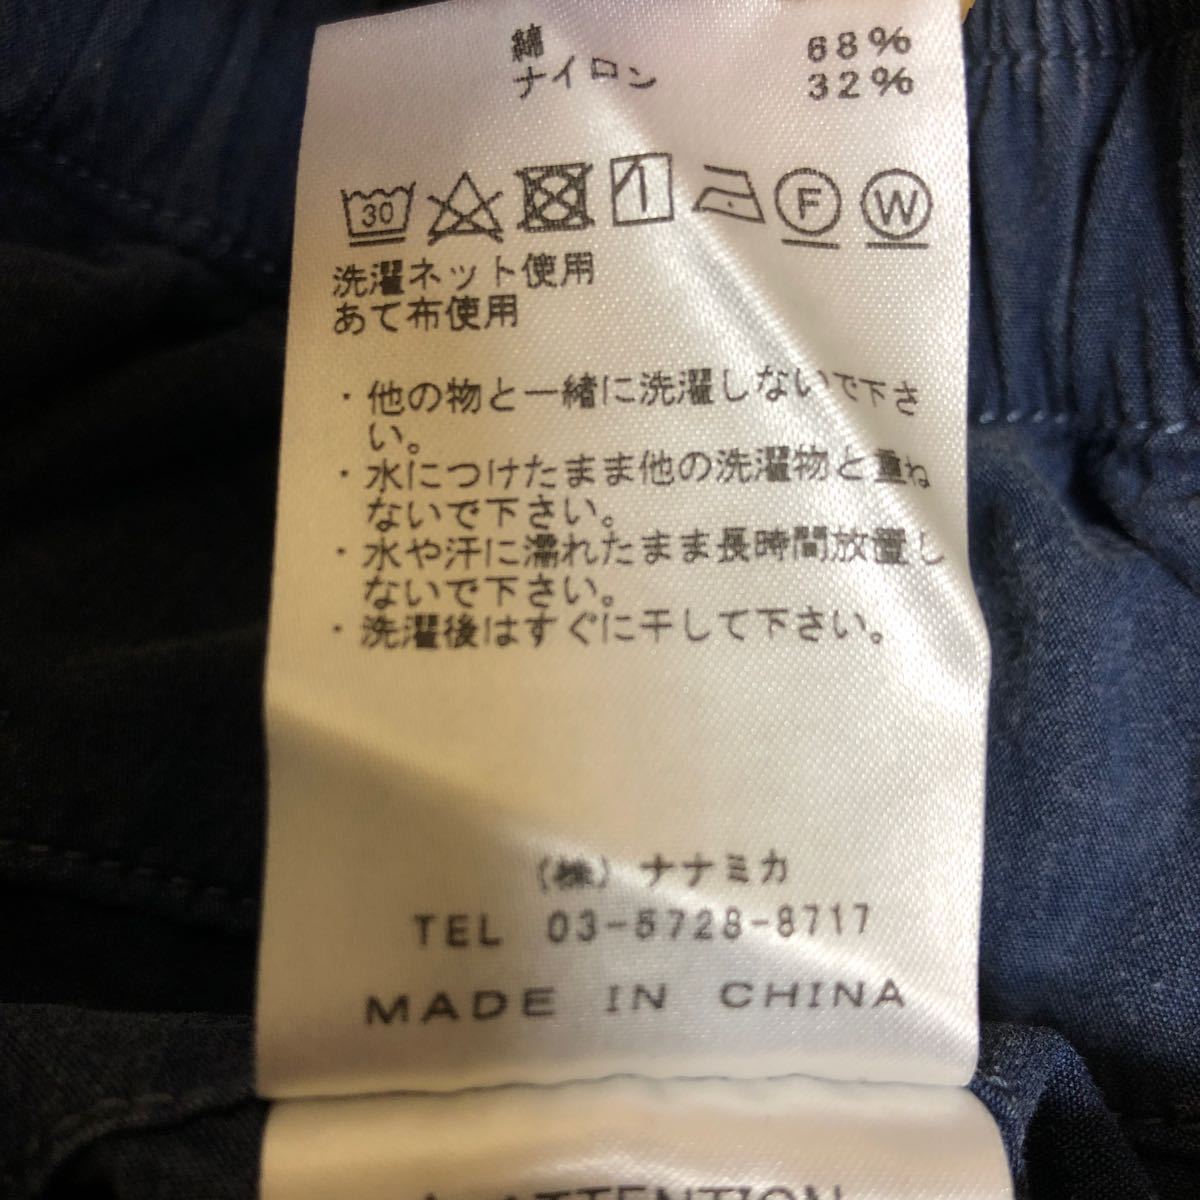 綿 68%
ナイロン 32%
30 F W
洗濯ネット使用
あて布使用
・他の物と一緒に洗濯しないで下さ
い。
・水につけたまま他の洗濯物と重ね
ないで下さい。
・水や汗に濡れたまま長時間放置し
ないで下さい。
・洗濯後はすぐに干して下さい。
(株) ナナミカ
TEL 03-5728-8717
MADE IN CHINA
ATTENTION